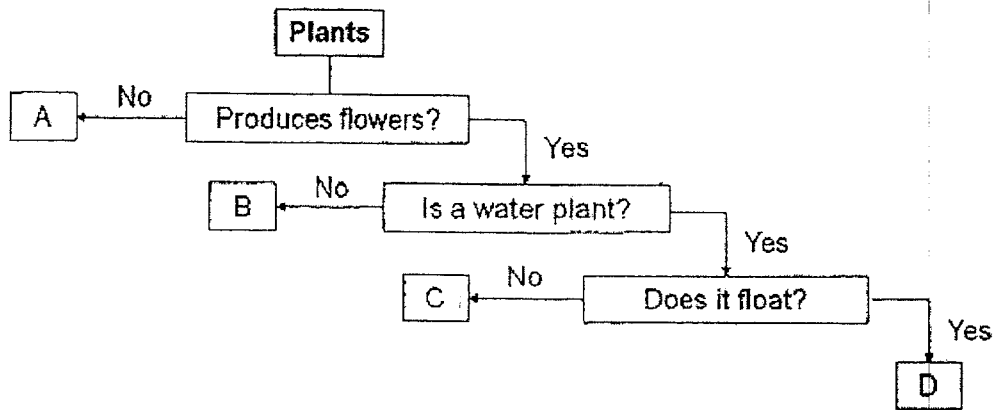 Plants
No
A
Produces flowers?
Yes
No
B
Is a water plant?
Yes
No
C
Does it float?
Yes
D